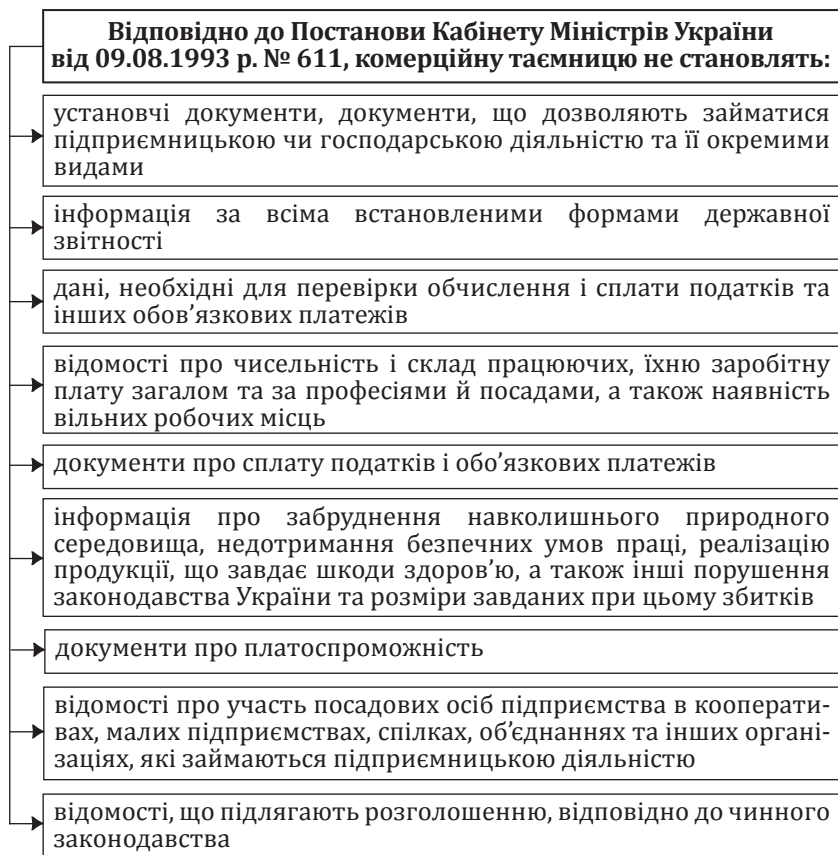 Відповідно до Постанови Кабінету Міністрів України
від 09.08.1993 р. № 611, комерційну таємницю не становлять:
установчі документи, документи, що дозволяють займатися
підприємницькою чи господарською діяльністю та її окремими
видами
інформація за всіма встановленими формами державної
звітності
дані, необхідні для перевірки обчислення і сплати податків та
інших обов’язкових платежів
відомості про чисельність і склад працюючих, їхню заробітну
плату загалом та за професіями й посадами, а також наявність
вільних робочих місць
документи про сплату податків і обо’язкових платежів
інформація про забруднення навколишнього природного
середовища, недотримання безпечних умов праці, реалізацію
продукції, що завдає шкоди здоров’ю, а також інші порушення
законодавства України та розміри завданих при цьому збитків
документи про платоспроможність
відомості про участь посадових осіб підприємства в кооперати-
вах, малих підприємствах, спілках, об’єднаннях та інших органі-
заціях, які займаються підприємницькою діяльністю
відомості, що підлягають розголошенню, відповідно до чинного
законодавства